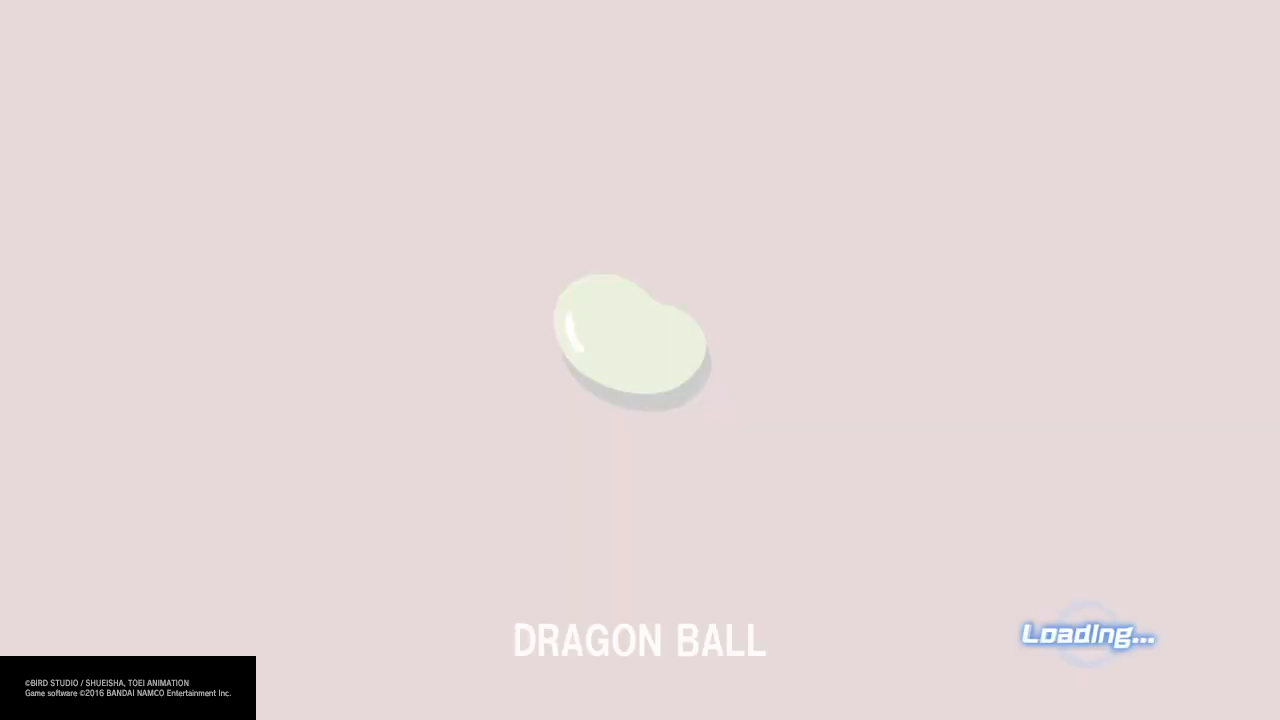 DRAGON BALL
Loading...
©BIRD STUDIO / SHUEISHA, TOEI ANIMATION
Game software ©2016 BANDAI NAMCO Entertainment Inc.